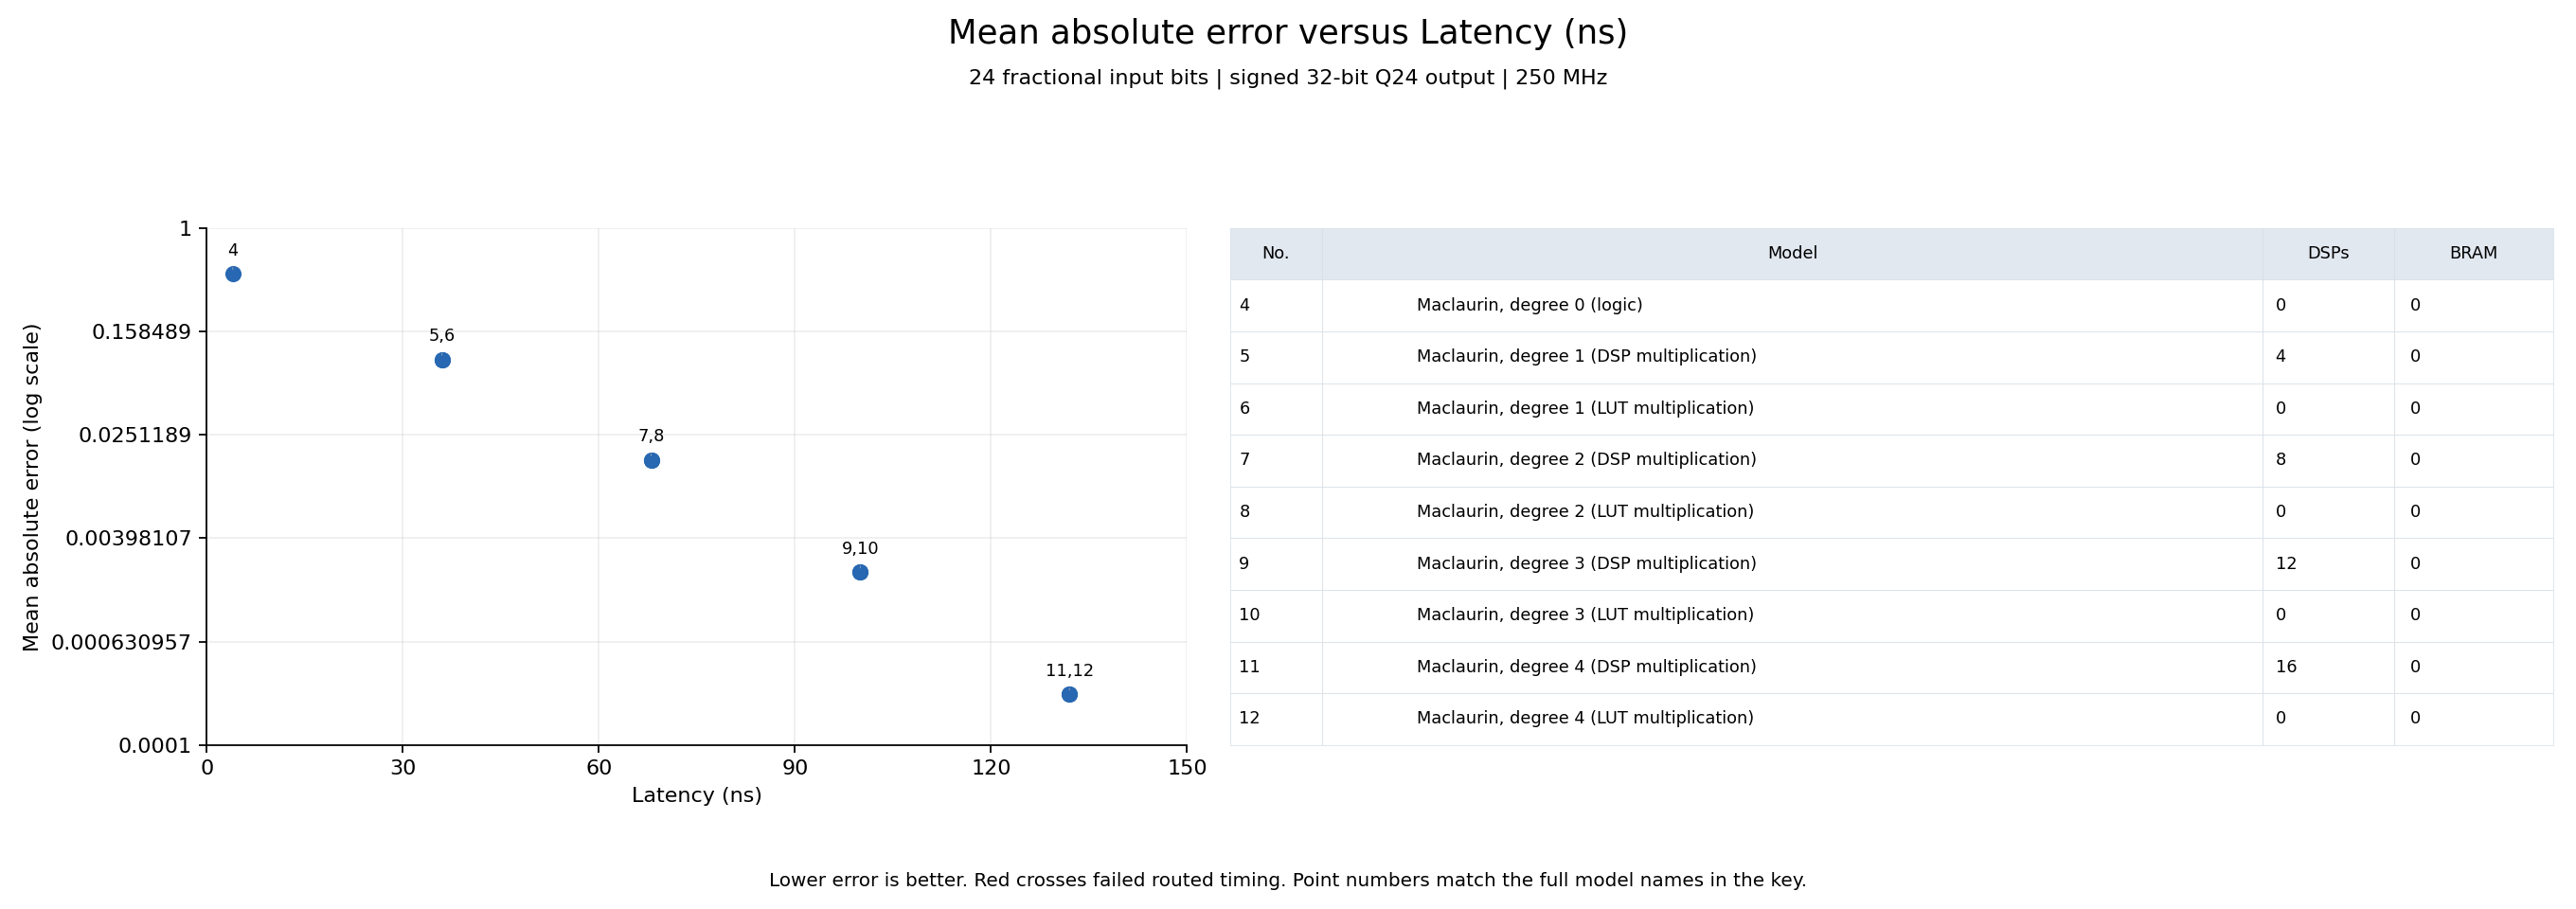 Mean absolute error versus Latency (ns)
24 fractional input bits | signed 32-bit Q24 output | 250 MHz
Mean absolute error (log scale)
1
0.158489
0.0251189
0.00398107
0.000630957
0.0001
4
5,6
7,8
9,10
11,12
0 30 60 90 120 150
Latency (ns)
No. Model DSPs BRAM
4 Maclaurin, degree 0 (logic) 0 0
5 Maclaurin, degree 1 (DSP multiplication) 4 0
6 Maclaurin, degree 1 (LUT multiplication) 0 0
7 Maclaurin, degree 2 (DSP multiplication) 8 0
8 Maclaurin, degree 2 (LUT multiplication) 0 0
9 Maclaurin, degree 3 (DSP multiplication) 12 0
10 Maclaurin, degree 3 (LUT multiplication) 0 0
11 Maclaurin, degree 4 (DSP multiplication) 16 0
12 Maclaurin, degree 4 (LUT multiplication) 0 0
Lower error is better. Red crosses failed routed timing. Point numbers match the full model names in the key.